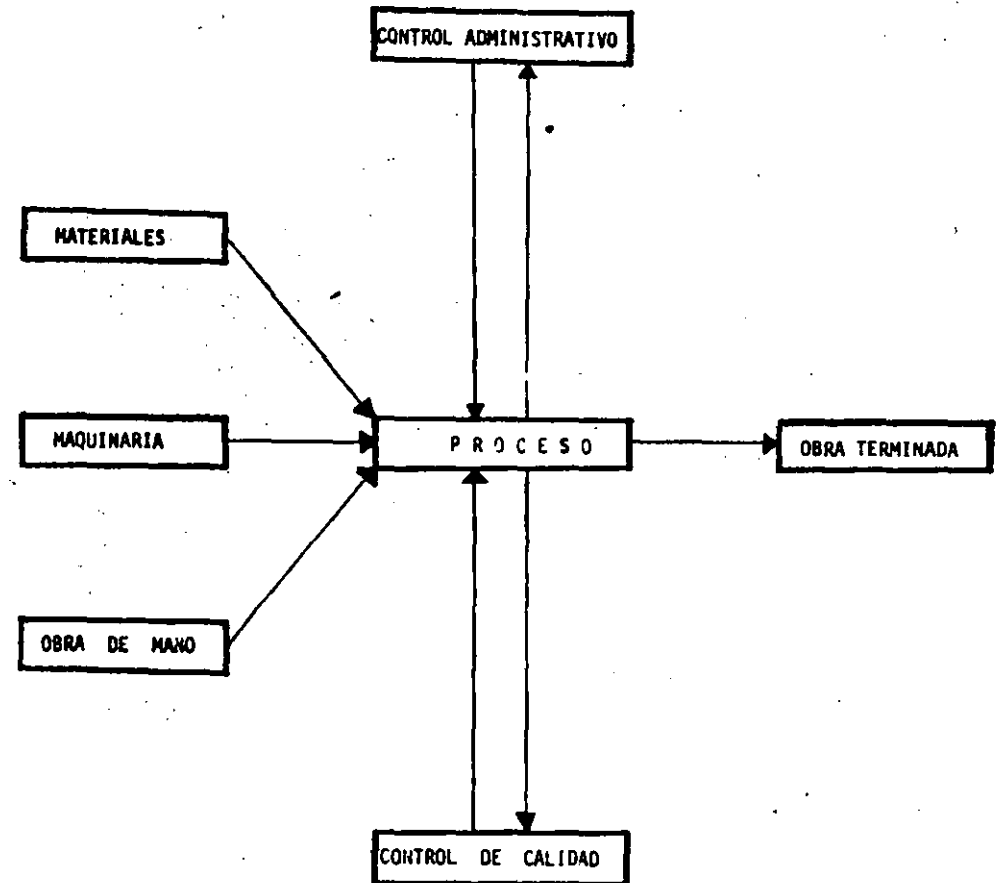 CONTROL ADMINISTRATIVO
MATERIALES
MAQUINARIA
PROCESO
OBRA TERMINADA
OBRA DE MANO
CONTROL DE CALIDAD